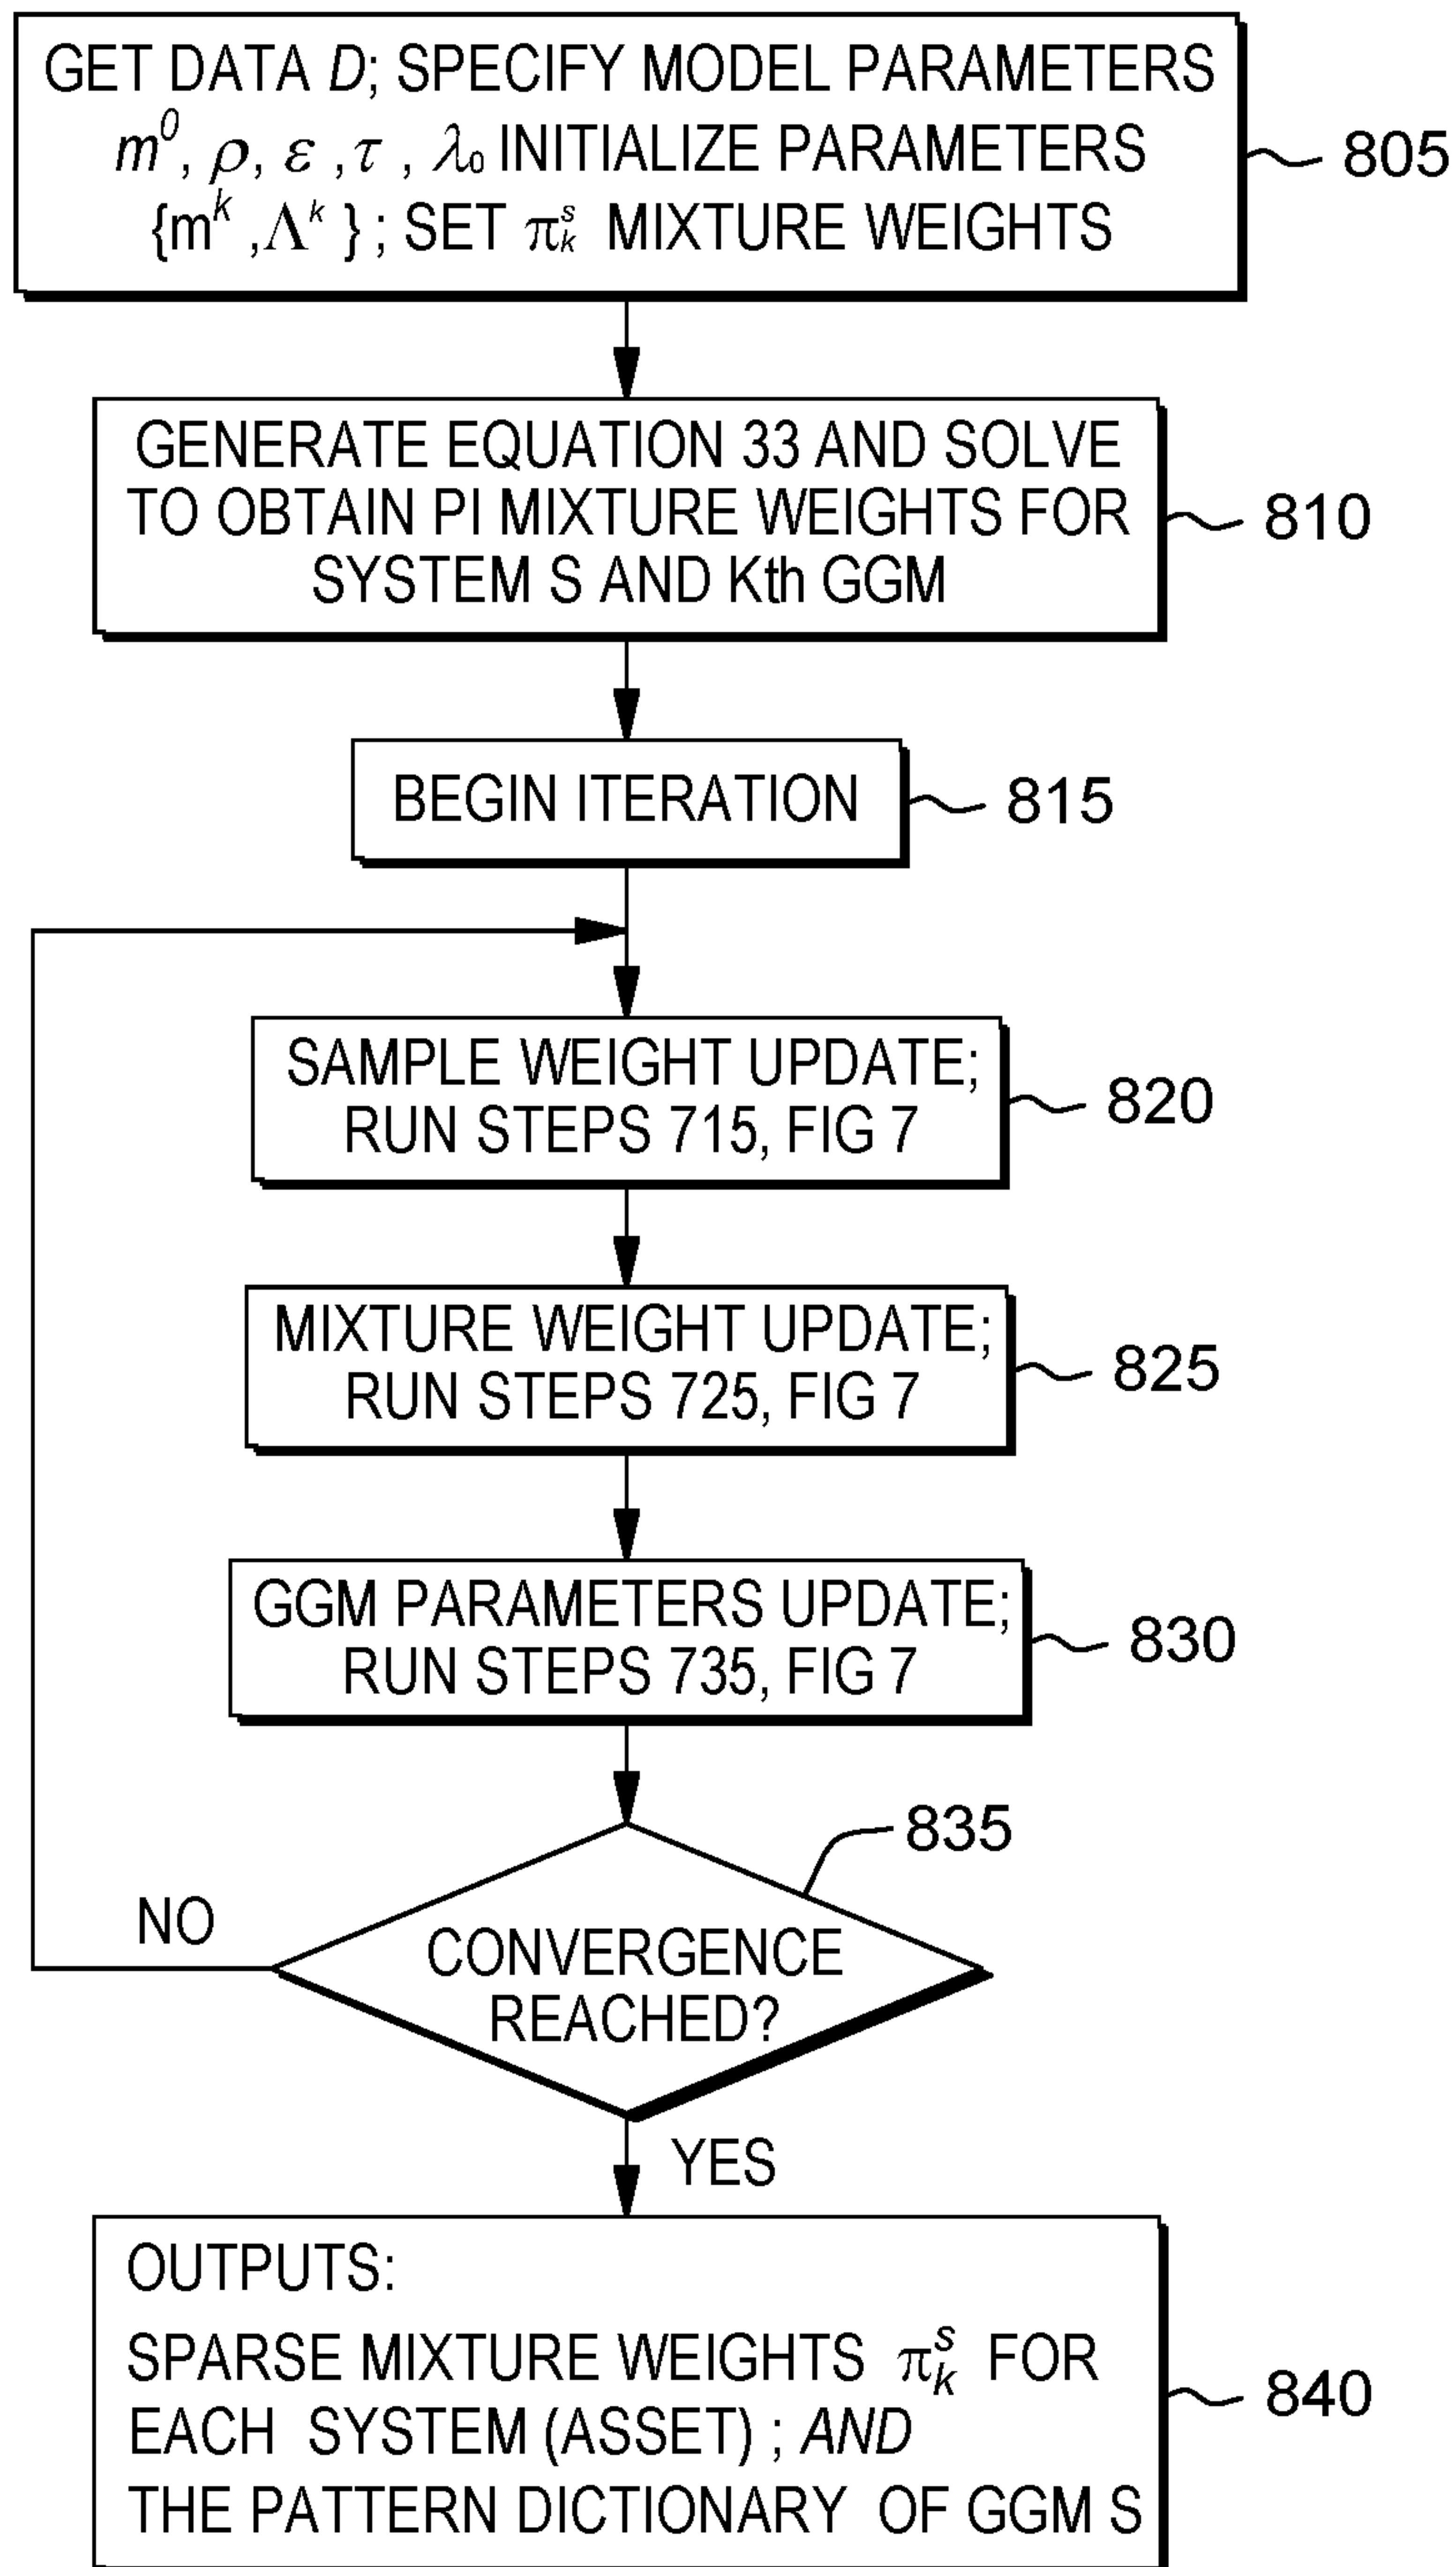 GET DATA D; SPECIFY MODEL PARAMETERS
m⁰, ρ, ε ,τ , λ₀ INITIALIZE PARAMETERS
{mᵏ ,Λᵏ } ; SET πₖˢ MIXTURE WEIGHTS
805
GENERATE EQUATION 33 AND SOLVE
TO OBTAIN PI MIXTURE WEIGHTS FOR
SYSTEM S AND Kth GGM
810
BEGIN ITERATION
815
SAMPLE WEIGHT UPDATE;
RUN STEPS 715, FIG 7
820
MIXTURE WEIGHT UPDATE;
RUN STEPS 725, FIG 7
825
GGM PARAMETERS UPDATE;
RUN STEPS 735, FIG 7
830
835
NO
CONVERGENCE
REACHED?
YES
OUTPUTS:
SPARSE MIXTURE WEIGHTS πₖˢ FOR
EACH SYSTEM (ASSET) ; AND
THE PATTERN DICTIONARY OF GGM S
840